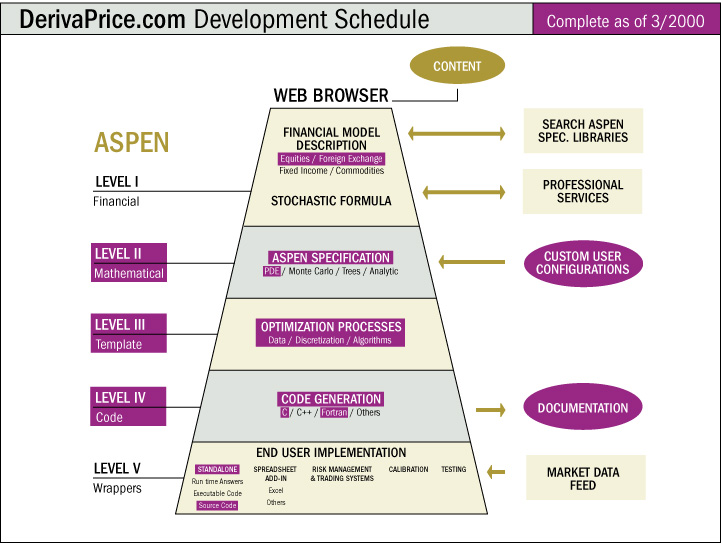 DerivaPrice.com Development Schedule
Complete as of 3/2000
CONTENT
WEB BROWSER
ASPEN
FINANCIAL MODEL
DESCRIPTION
Equities / Foreign Exchange
Fixed Income / Commodities
STOCHASTIC FORMULA
SEARCH ASPEN
SPEC. LIBRARIES
LEVEL I
Financial
PROFESSIONAL
SERVICES
LEVEL II
Mathematical
ASPEN SPECIFICATION
PDE / Monte Carlo / Trees / Analytic
CUSTOM USER
CONFIGURATIONS
LEVEL III
Template
OPTIMIZATION PROCESSES
Data / Discretization / Algorithms
LEVEL IV
Code
CODE GENERATION
C / C++ / Fortran / Others
DOCUMENTATION
LEVEL V
Wrappers
END USER IMPLEMENTATION
STANDALONE
Run time Answers
Executable Code
Source Code
SPREADSHEET
ADD-IN
Excel
Others
RISK MANAGEMENT
& TRADING SYSTEMS
CALIBRATION
TESTING
MARKET DATA
FEED